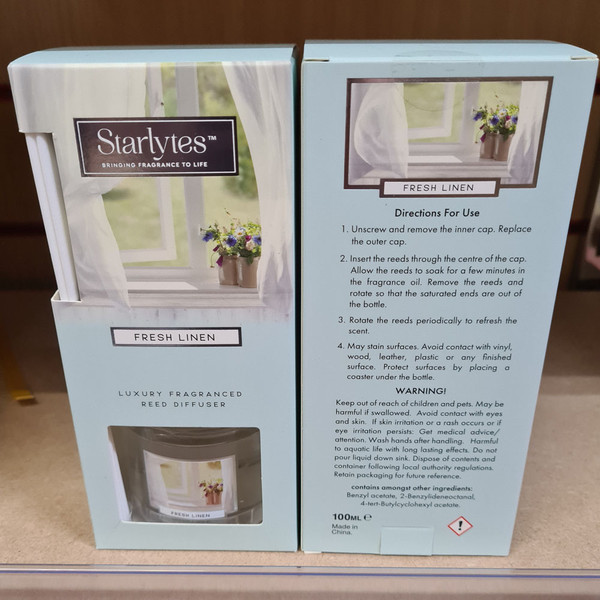 Starlytes™
BRINGING FRAGRANCE TO LIFE
FRESH LINEN
LUXURY FRAGRANCED
REED DIFFUSER
FRESH LINEN
FRESH LINEN
Directions For Use
1. Unscrew and remove the inner cap. Replace
the outer cap.
2. Insert the reeds through the centre of the cap.
Allow the reeds to soak for a few minutes in
the fragrance oil. Remove the reeds and
rotate so that the saturated ends are out of
the bottle.
3. Rotate the reeds periodically to refresh the
scent.
4. May stain surfaces. Avoid contact with vinyl,
wood, leather, plastic or any finished
surface. Protect surfaces by placing a
coaster under the bottle.
WARNING!
Keep out of reach of children and pets. May be
harmful if swallowed. Avoid contact with eyes
and skin. If skin irritation or a rash occurs or if
eye irritation persists: Get medical advice/
attention. Wash hands after handling. Harmful
to aquatic life with long lasting effects. Do not
pour liquid down sink. Dispose of contents and
container following local authority regulations.
Retain packaging for future reference.
contains amongst other ingredients:
Benzyl acetate, 2-Benzylideneoctanal,
4-tert-Butylcyclohexyl acetate.
100ML ℮
Made in
China.